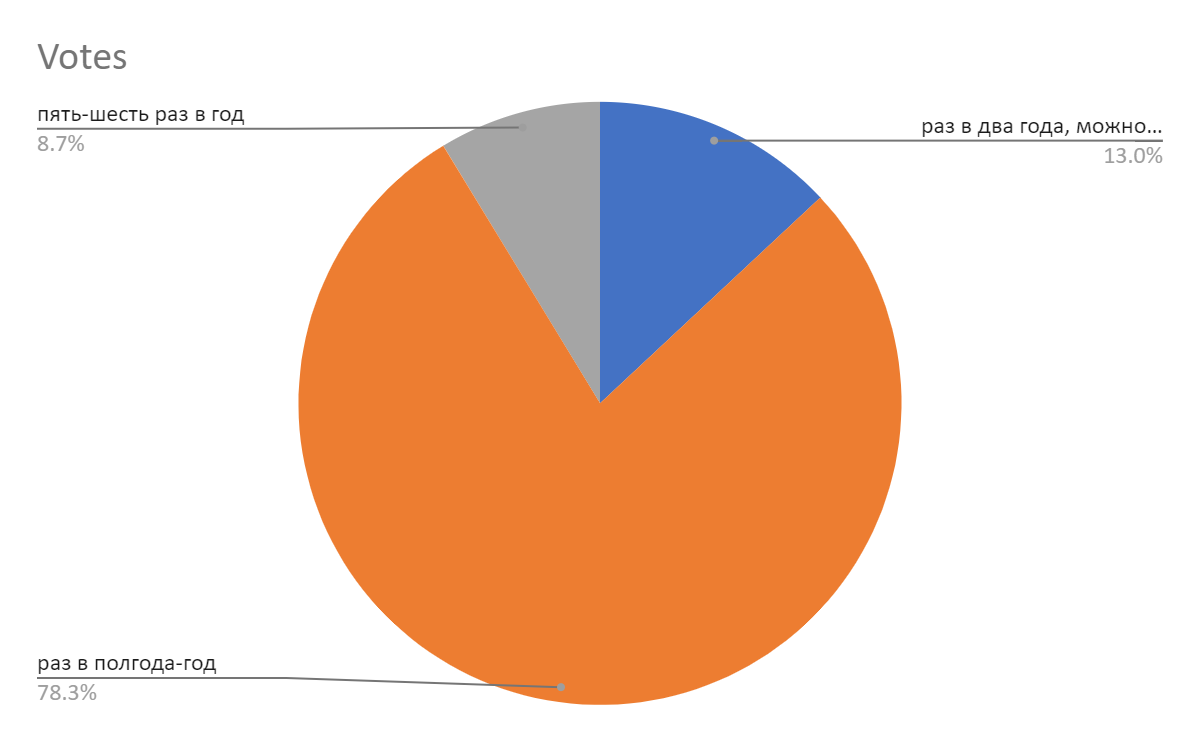 Votes
пять-шесть раз в год
8.7%
раз в два года, можно...
13.0%
раз в полгода-год
78.3%